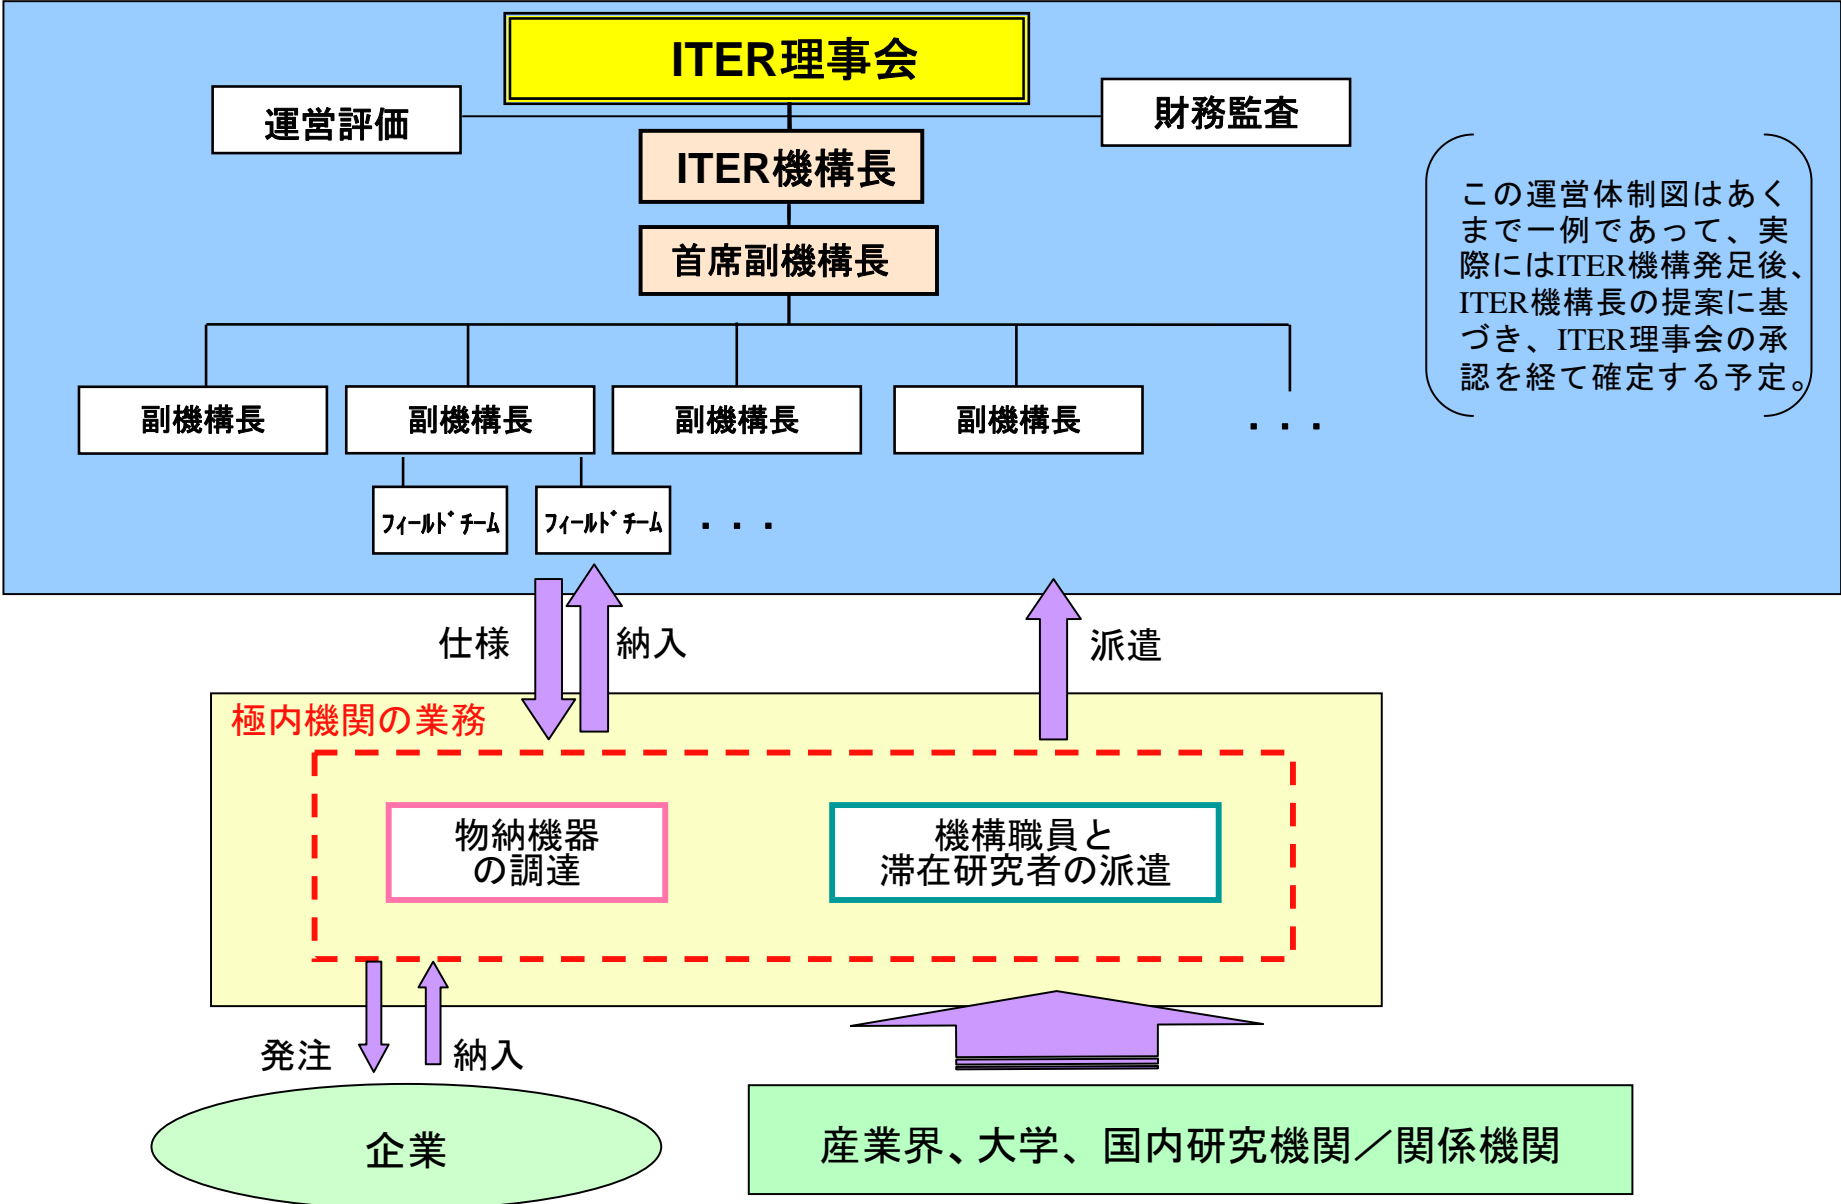 ITER理事会
運営評価
財務監査
ITER機構長
首席副機構長
この運営体制図はあく
まで一例であって、実
際にはITER機構発足後、
ITER機構長の提案に基
づき、ITER理事会の承
認を経て確定する予定。
副機構長
副機構長
副機構長
副機構長
・・・
ﾌｨｰﾙﾄﾞﾁｰﾑ
ﾌｨｰﾙﾄﾞﾁｰﾑ
・・・
仕様
納入
派遣
極内機関の業務
物納機器
の調達
機構職員と
滞在研究者の派遣
発注
納入
企業
産業界、大学、国内研究機関／関係機関